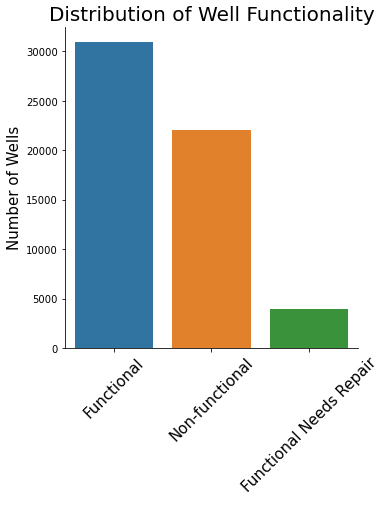 Distribution of Well Functionality
Number of Wells
30000
25000
20000
15000
10000
5000
0
Functional
Non-functional
Functional Needs Repair